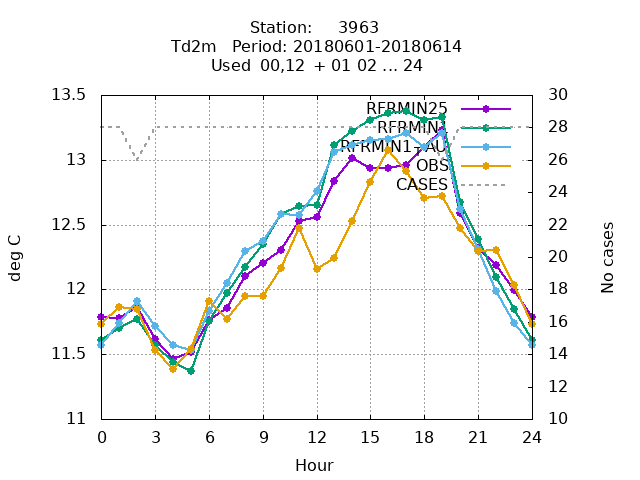 Station: 3963
Td2m Period: 20180601-20180614
Used 00,12 + 01 02 ... 24
13.5
13
12.5
12
11.5
11
deg C
30
28
26
24
22
20
18
16
14
12
10
No cases
RFRMIN25
RFRMIN1
RFRMIN1-AU
OBS
CASES
0 3 6 9 12 15 18 21 24
Hour